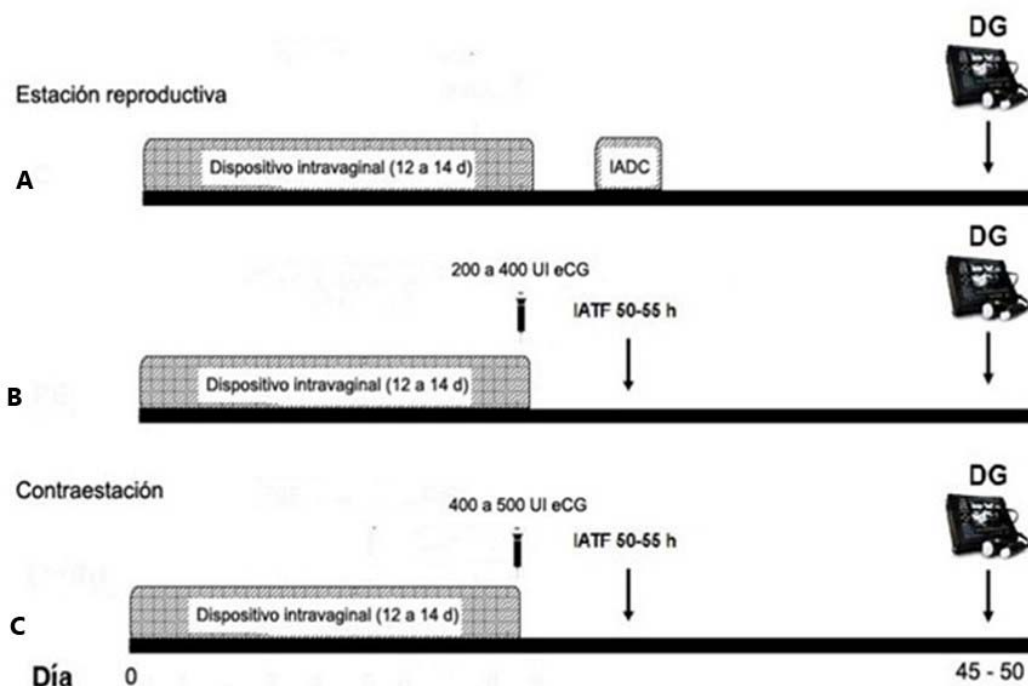 DG
Estación reproductiva
A
Dispositivo intravaginal (12 a 14 d)
IADC
DG
200 a 400 UI eCG
IATF 50-55 h
B
Dispositivo intravaginal (12 a 14 d)
Contraestación
DG
400 a 500 UI eCG
IATF 50-55 h
C
Dispositivo intravaginal (12 a 14 d)
Día 0 45 - 50